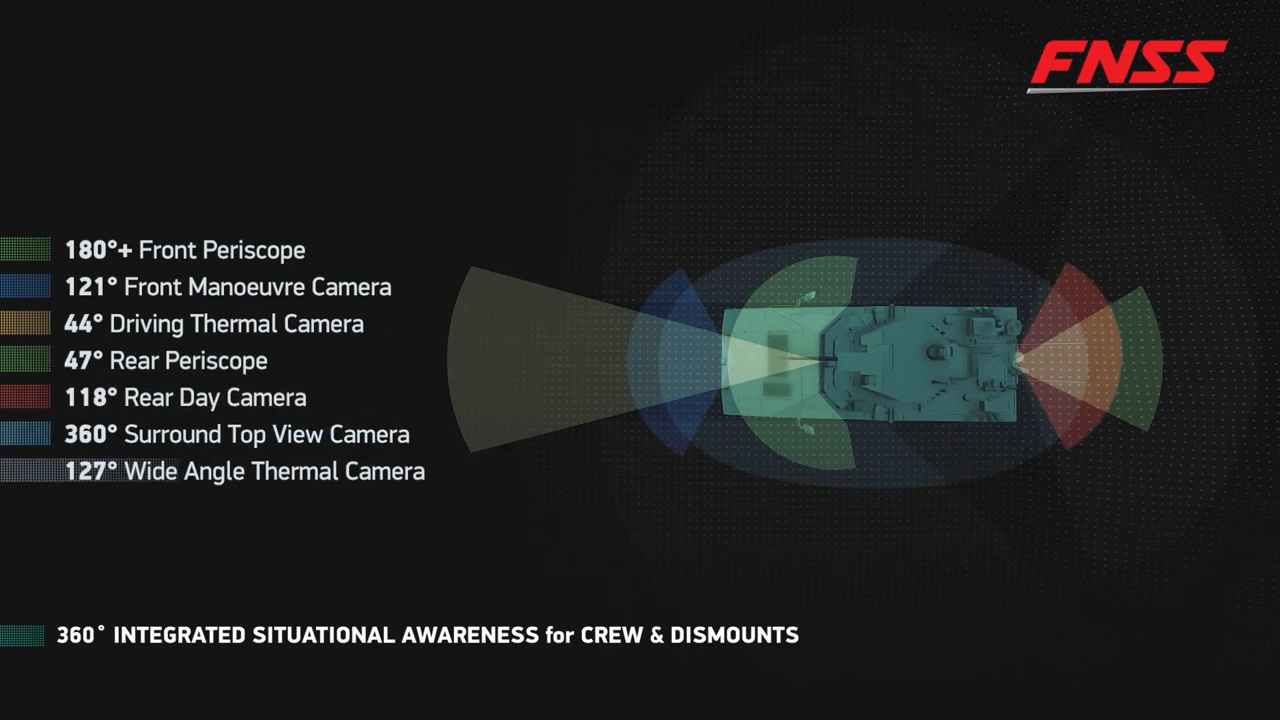 FNSS
180°+ Front Periscope
121° Front Manoeuvre Camera
44° Driving Thermal Camera
47° Rear Periscope
118° Rear Day Camera
360° Surround Top View Camera
127° Wide Angle Thermal Camera
360° INTEGRATED SITUATIONAL AWARENESS for CREW & DISMOUNTS